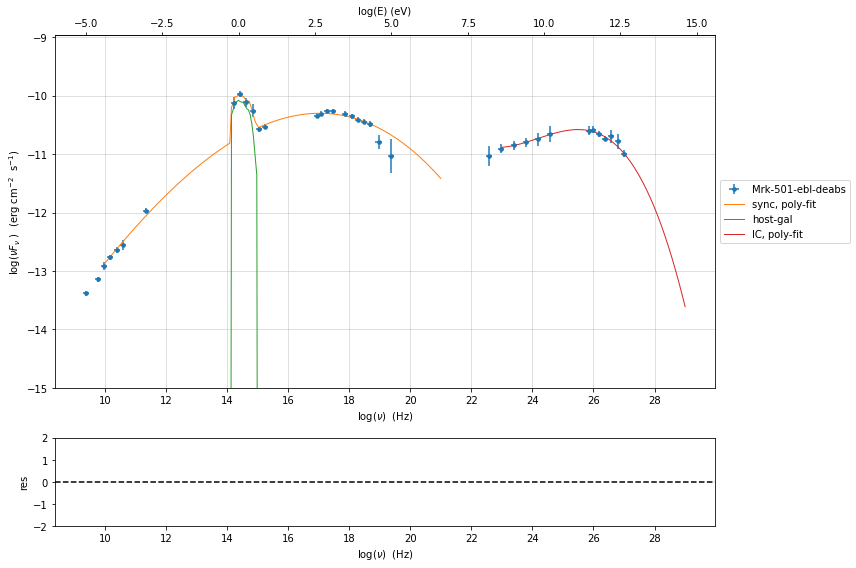 log(E) (eV)
−5.0 −2.5 0.0 2.5 5.0 7.5 10.0 12.5 15.0
−9
−10
−11
−12
−13
−14
−15
log(νF_ν ) (erg cm⁻² s⁻¹)
10 14 16 18 20 22 24 26 28
log(ν) (Hz)
Mrk-501-ebl-deabs
sync, poly-fit
host-gal
IC, poly-fit
2
1
0
−1
−2
res
10 12 14 16 18 20 22 24 26 28
log(ν) (Hz)